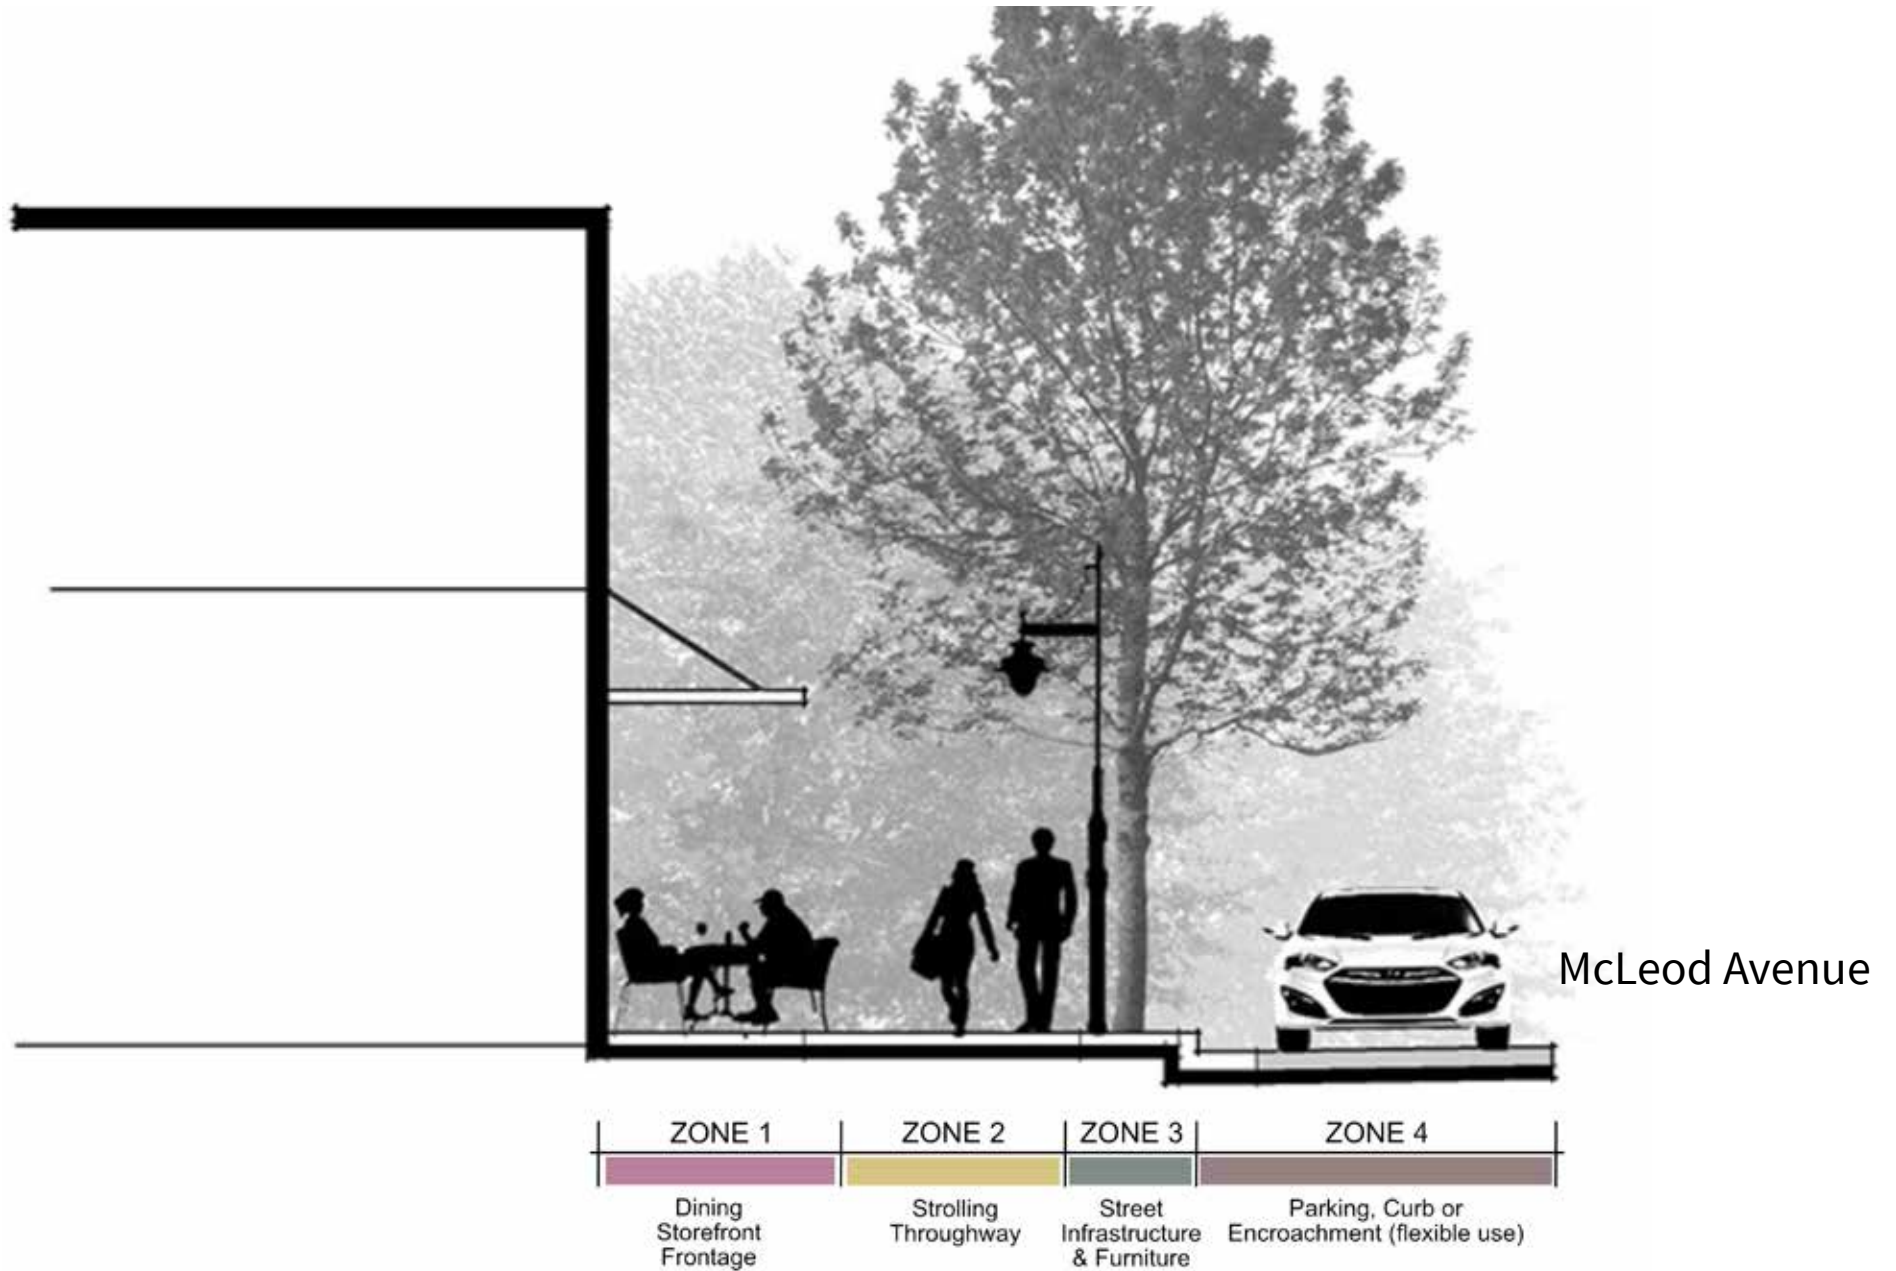 McLeod Avenue
ZONE 1
ZONE 2
ZONE 3
ZONE 4
Dining
Storefront
Frontage
Strolling
Throughway
Street
Infrastructure
& Furniture
Parking, Curb or
Encroachment (flexible use)